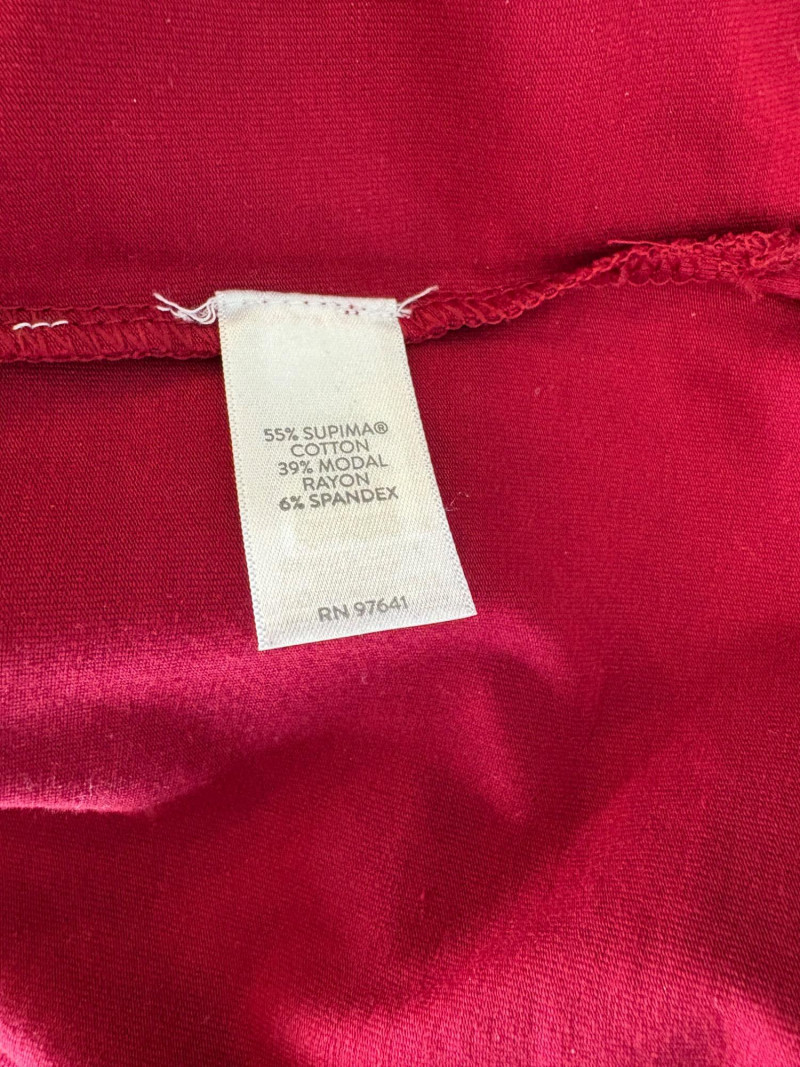 55% SUPIMA®
COTTON
39% MODAL
RAYON
6% SPANDEX
RN 97641